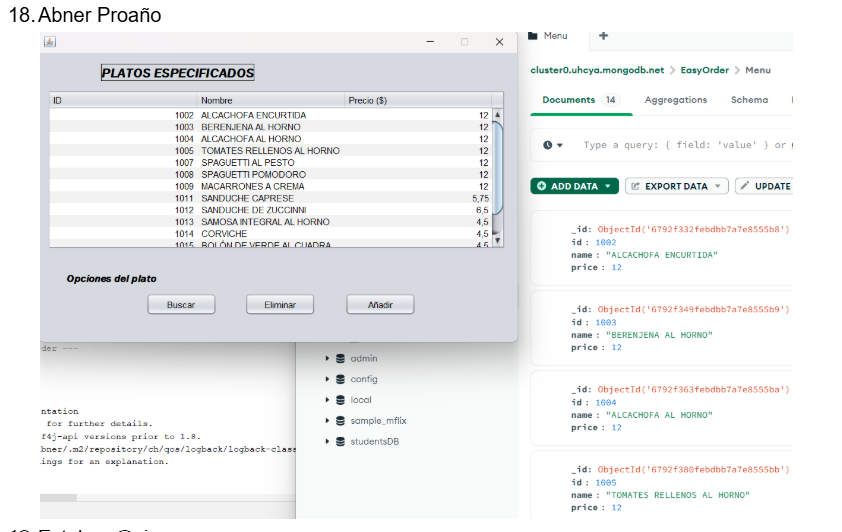 18. Abner Proaño
PLATOS ESPECIFICADOS
ID Nombre Precio ($)
1002 ALCACHOFA ENCURTIDA 12
1003 BERENJENA AL HORNO 12
1004 ALCACHOFA AL HORNO 12
1005 TOMATES RELLENOS AL HORNO 12
1007 SPAGUETTI AL PESTO 12
1008 SPAGUETTI POMODORO 12
1009 MACARRONES A CREMA 12
1011 SANDUCHE CAPRESE 5,75
1012 SANDUCHE DE ZUCCINNI 6,5
1013 SAMOSA INTEGRAL AL HORNO 4,5
1014 CORVICHE 4,5
1015 BOLÓN DE VERDE AL CUADRA 4,5
Opciones del plato
Buscar Eliminar Añadir
der ---
ntation
for further details.
f4j-api versions prior to 1.8.
bner/.m2/repository/ch/qos/logback/logback-class
ings for an explanation.
admin
config
local
sample_mflix
studentsDB
Menu +
cluster0.uhcya.mongodb.net > EasyOrder > Menu
Documents 14 Aggregations Schema
Type a query: { field: 'value' } or
ADD DATA EXPORT DATA UPDATE
_id: ObjectId('6792f332febdbb7a7e8555b8')
id : 1002
name : "ALCACHOFA ENCURTIDA"
price : 12
_id: ObjectId('6792f349febdbb7a7e8555b9')
id : 1003
name : "BERENJENA AL HORNO"
price : 12
_id: ObjectId('6792f363febdbb7a7e8555ba')
id : 1004
name : "ALCACHOFA AL HORNO"
price : 12
_id: ObjectId('6792f380febdbb7a7e8555bb')
id : 1005
name : "TOMATES RELLENOS AL HORNO"
price : 12